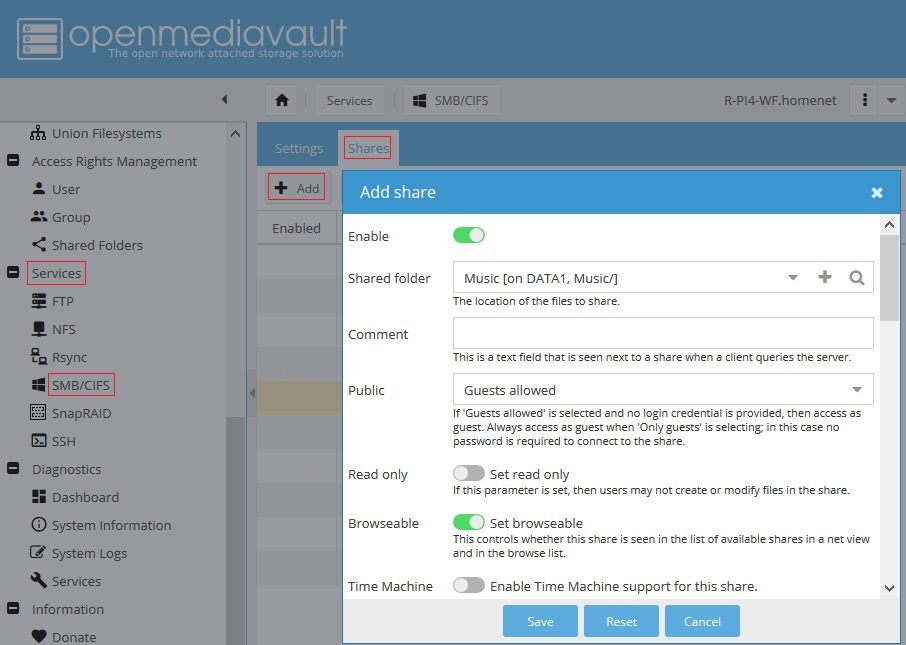 openmediavault
The open network attached storage solution
Services
SMB/CIFS
R-PI4-WF.homenet
Union Filesystems
Access Rights Management
User
Group
Shared Folders
Services
FTP
NFS
Rsync
SMB/CIFS
SnapRAID
SSH
Diagnostics
Dashboard
System Information
System Logs
Services
Information
Donate
Settings
Shares
Add
Enabled
Add share
Enable
Shared folder
Music [on DATA1, Music/]
The location of the files to share.
Comment
This is a text field that is seen next to a share when a client queries the server.
Public
Guests allowed
If 'Guests allowed' is selected and no login credential is provided, then access as
guest. Always access as guest when 'Only guests' is selecting; in this case no
password is required to connect to the share.
Read only
Set read only
If this parameter is set, then users may not create or modify files in the share.
Browseable
Set browseable
This controls whether this share is seen in the list of available shares in a net view
and in the browse list.
Time Machine
Enable Time Machine support for this share.
Save
Reset
Cancel